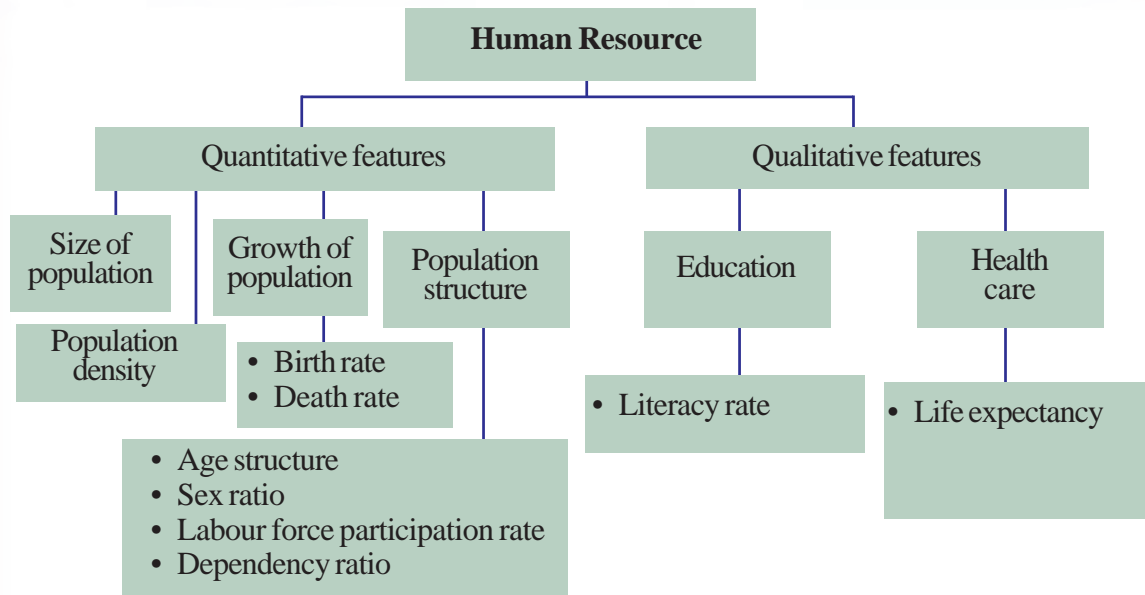 Human Resource
Quantitative features
Qualitative features
Size of
population
Population
density
Growth of
population
• Birth rate
• Death rate
Population
structure
• Age structure
• Sex ratio
• Labour force participation rate
• Dependency ratio
Education
• Literacy rate
Health
care
• Life expectancy